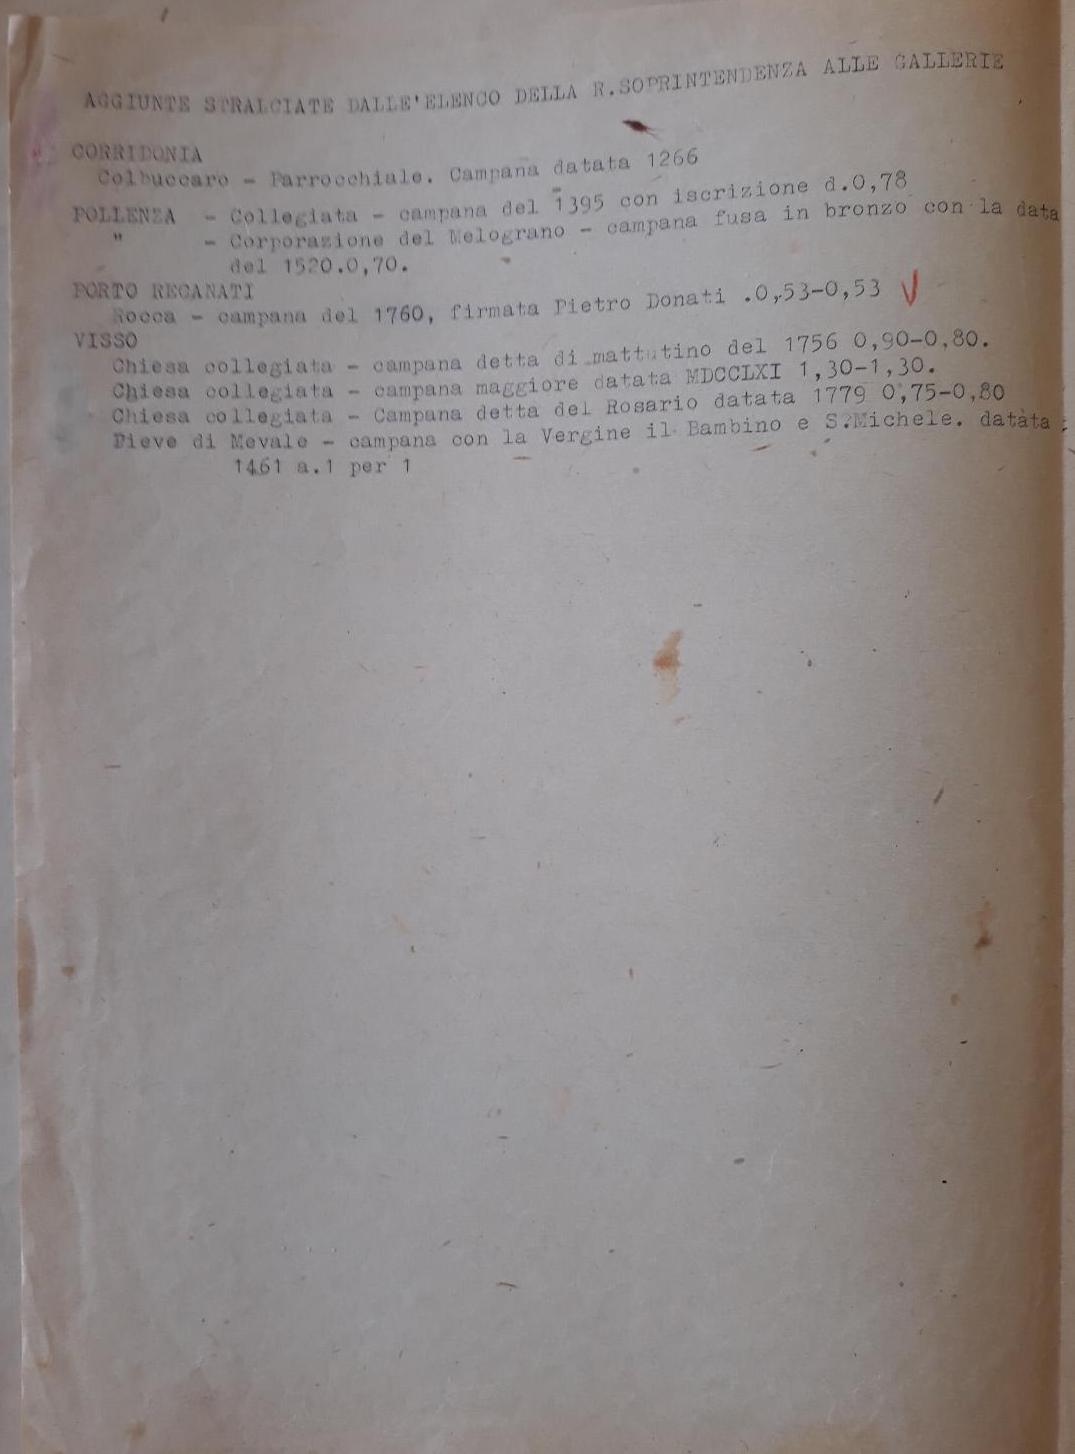 AGGIUNTE STRALCIATE DALLE'ELENCO DELLA R.SOPRINTENDENZA ALLE GALLERIE
CORRIDONIA
Colbuccaro - Parrocchiale. Campana datata 1266
POLLENZA - Collegiata - campana del 1395 con iscrizione d.0,78
" - Corporazione del Melograno - campana fusa in bronzo con la data
del 1520.0,70.
PORTO RECANATI
Rocca - campana del 1760, firmata Pietro Donati .0,53-0,53
VISSO
Chiesa collegiata - campana detta di mattutino del 1756 0,90-0,80.
Chiesa collegiata - campana maggiore datata MDCCLXI 1,30-1,30.
Chiesa collegiata - Campana detta del Rosario datata 1779 0,75-0,80
Pieve di Mevale - campana con la Vergine il Bambino e S.Michele. datata
1461 a.1 per 1